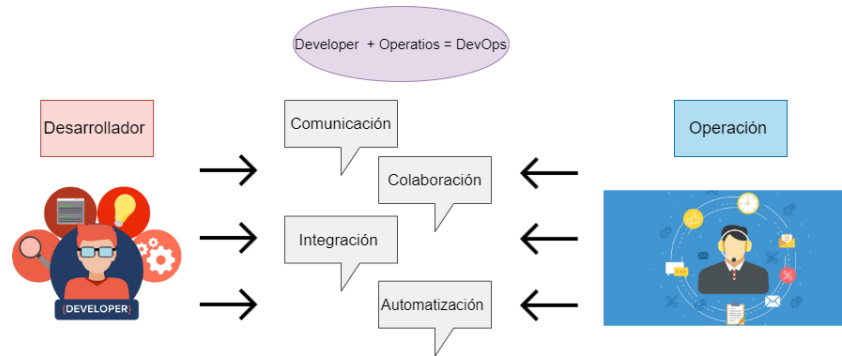 Developer + Operatios = DevOps
Desarrollador
Comunicación
Operación
Colaboración
Integración
Automatización
{DEVELOPER}